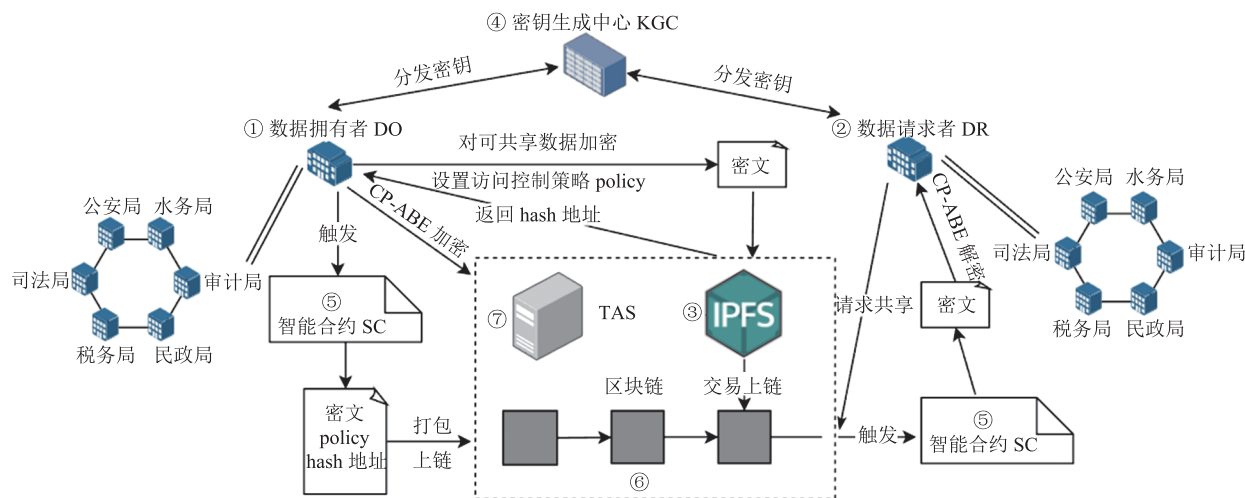 ④ 密钥生成中心 KGC
分发密钥
分发密钥
① 数据拥有者 DO
② 数据请求者 DR
对可共享数据加密
密文
设置访问控制策略 policy
返回 hash 地址
CP-ABE 加密
触发
公安局
水务局
司法局
审计局
税务局
民政局
⑤
智能合约 SC
密文
policy
hash 地址
打包
上链
⑦
TAS
③
IPFS
区块链
交易上链
⑥
请求共享
触发
⑤
智能合约 SC
密文
CP-ABE 解密
公安局
水务局
司法局
审计局
税务局
民政局